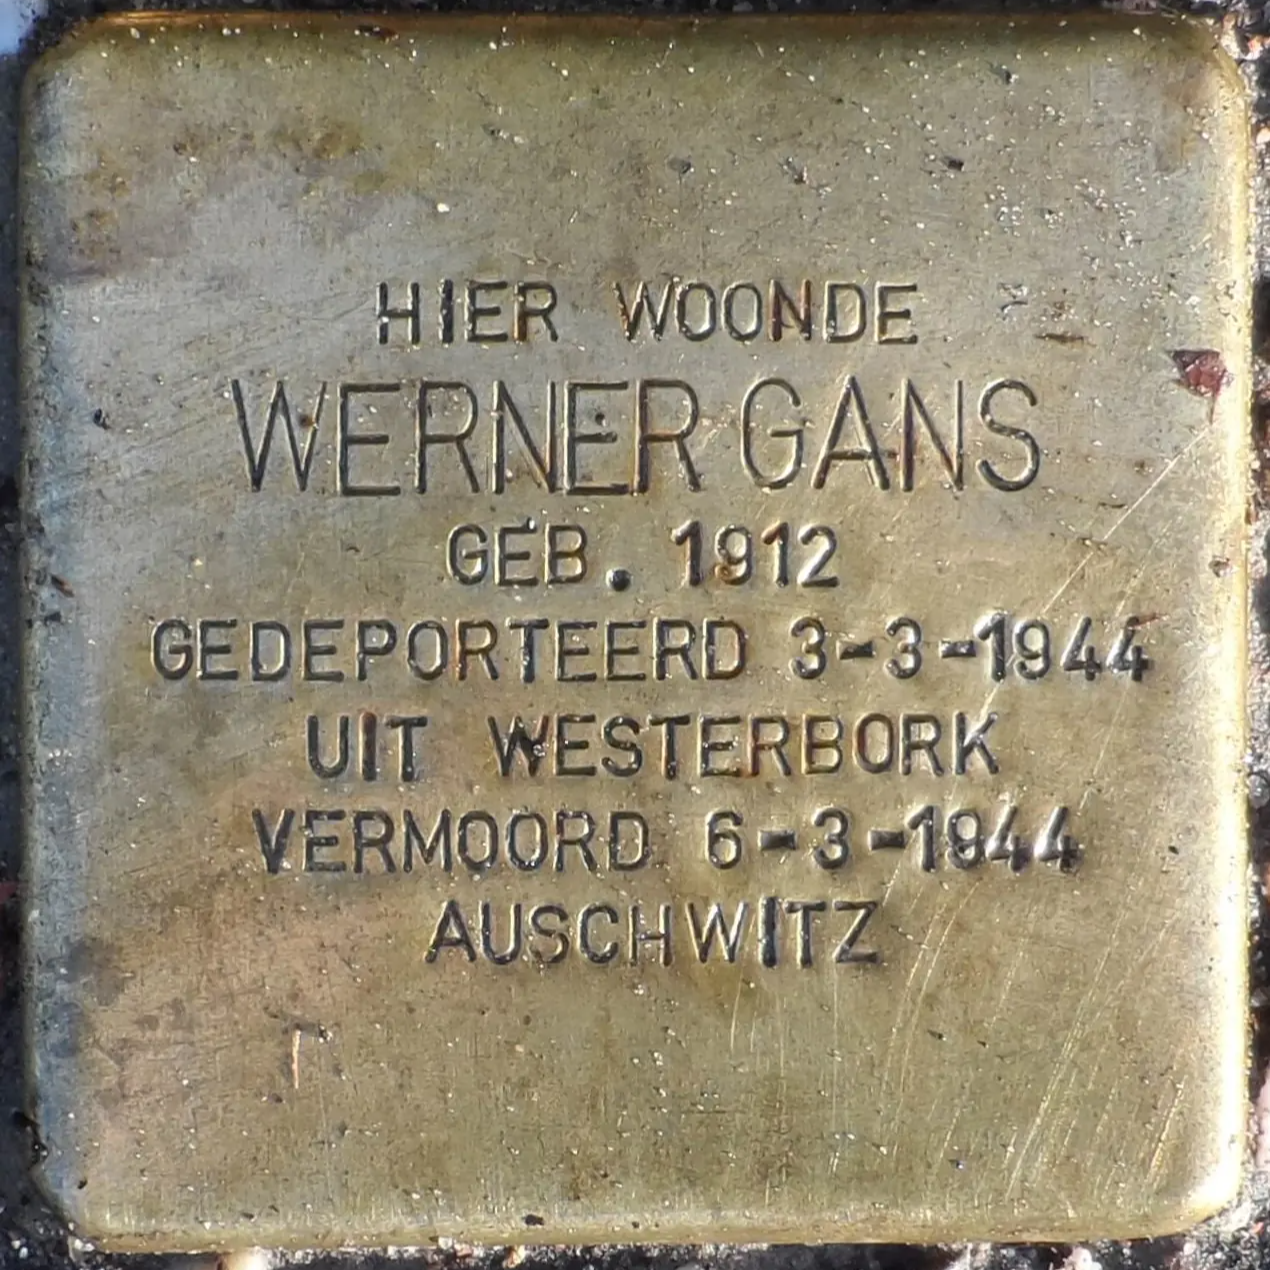 HIER WOONDE
WERNER GANS
GEB. 1912
GEDEPORTEERD 3-3-1944
UIT WESTERBORK
VERMOORD 6-3-1944
AUSCHWITZ